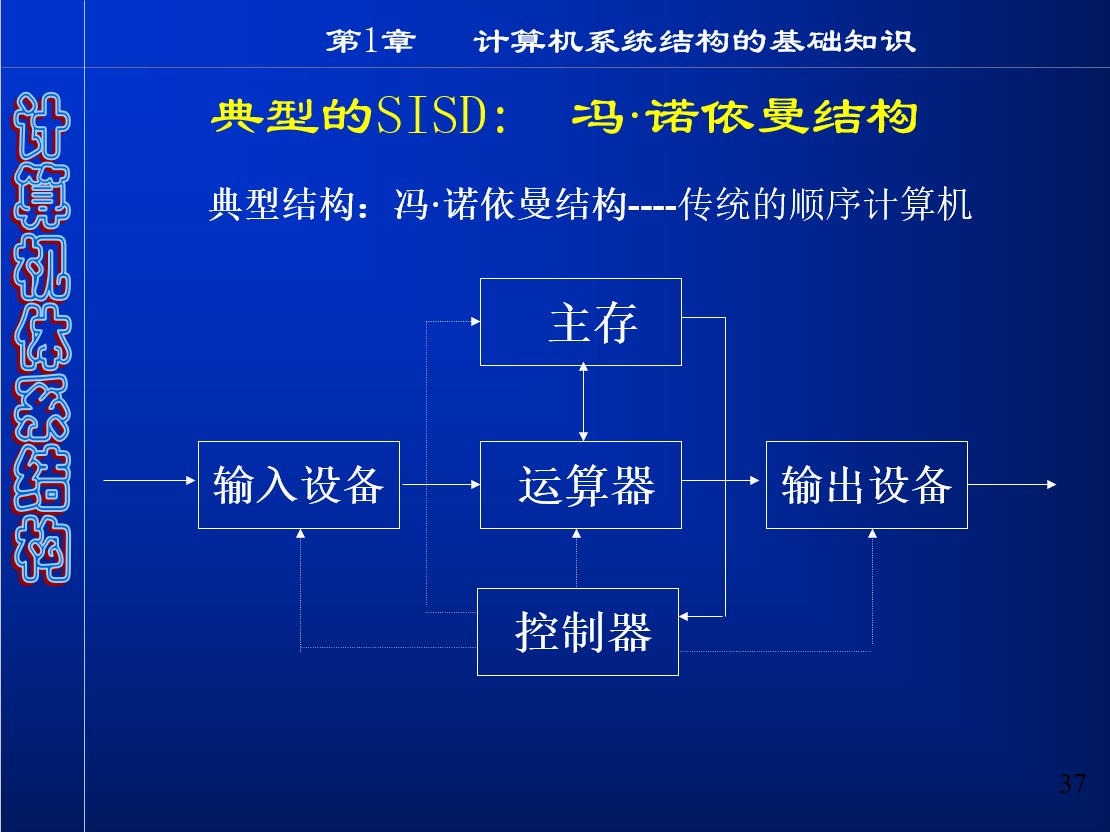 第1章 计算机系统结构的基础知识
计算机体系结构
典型的SISD: 冯·诺依曼结构
典型结构：冯·诺依曼结构----传统的顺序计算机
主存
输入设备
运算器
输出设备
控制器
37